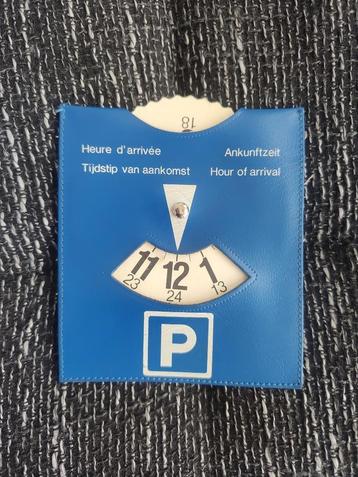 18
Heure d'arrivée Ankunftzeit
Tijdstip van aankomst Hour of arrival
11 12 1
23 24 13
P